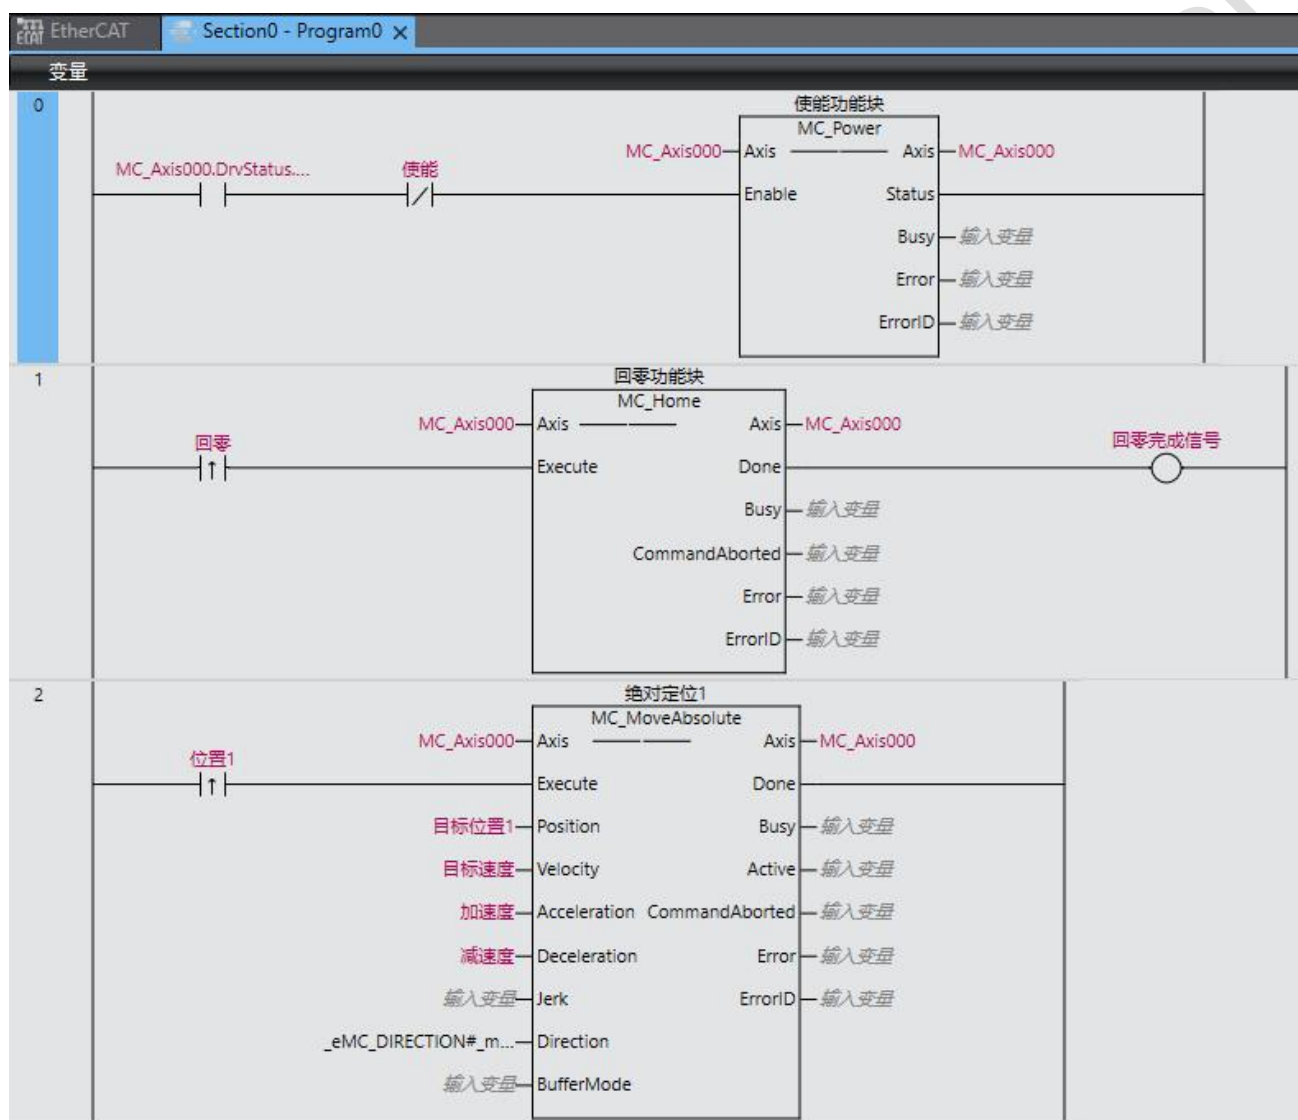 EtherCAT Section0 - Program0
变量
0
使能功能块
MC_Power
MC_Axis000 Axis Axis MC_Axis000
MC_Axis000.DrvStatus.... 使能
Enable Status
Busy 输入变量
Error 输入变量
ErrorID 输入变量
1
回零功能块
MC_Home
MC_Axis000 Axis Axis MC_Axis000
回零 回零完成信号
Execute Done
Busy 输入变量
CommandAborted 输入变量
Error 输入变量
ErrorID 输入变量
2
绝对定位1
MC_MoveAbsolute
MC_Axis000 Axis Axis MC_Axis000
位置1
Execute Done
目标位置1 Position Busy 输入变量
目标速度 Velocity Active 输入变量
加速度 Acceleration CommandAborted 输入变量
减速度 Deceleration Error 输入变量
输入变量 Jerk ErrorID 输入变量
_eMC_DIRECTION#_m... Direction
输入变量 BufferMode